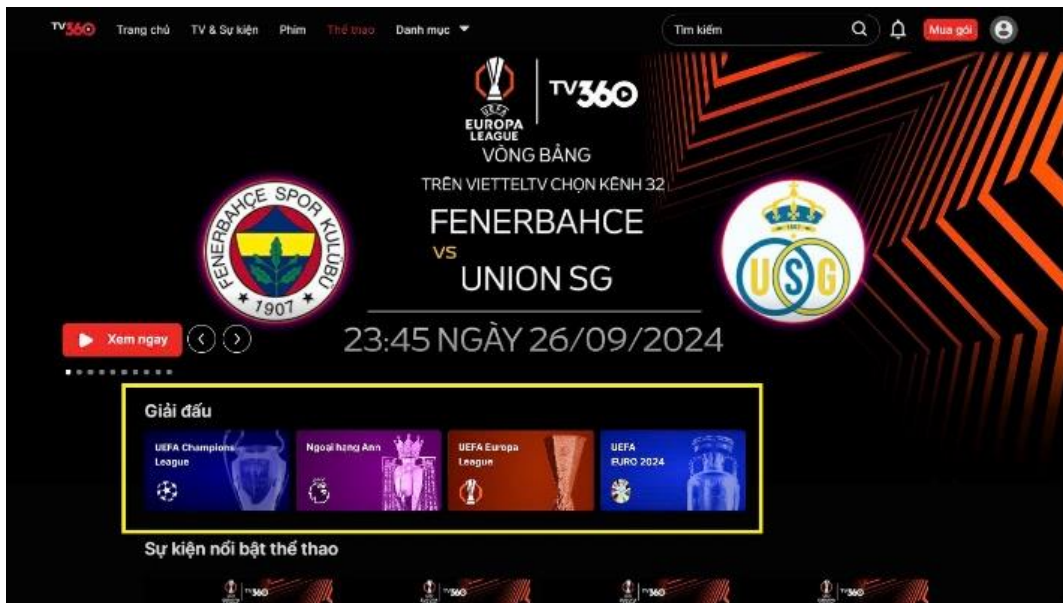 TV360 Trang chủ TV & Sự kiện Phim Thể thao Danh mục Tìm kiếm Mua gói
UEFA
EUROPA
LEAGUE
TV360
VÒNG BẢNG
TRÊN VIETTELTV CHỌN KÊNH 32
FENERBAHCE
VS
UNION SG
23:45 NGÀY 26/09/2024
FENERBAHÇE SPOR KULÜBÜ
1907
USG
Xem ngay
Giải đấu
UEFA Champions
League
Ngoại hạng Anh
UEFA Europa
League
UEFA
EURO 2024
Sự kiện nổi bật thể thao
TV360
TV360
TV360
TV360